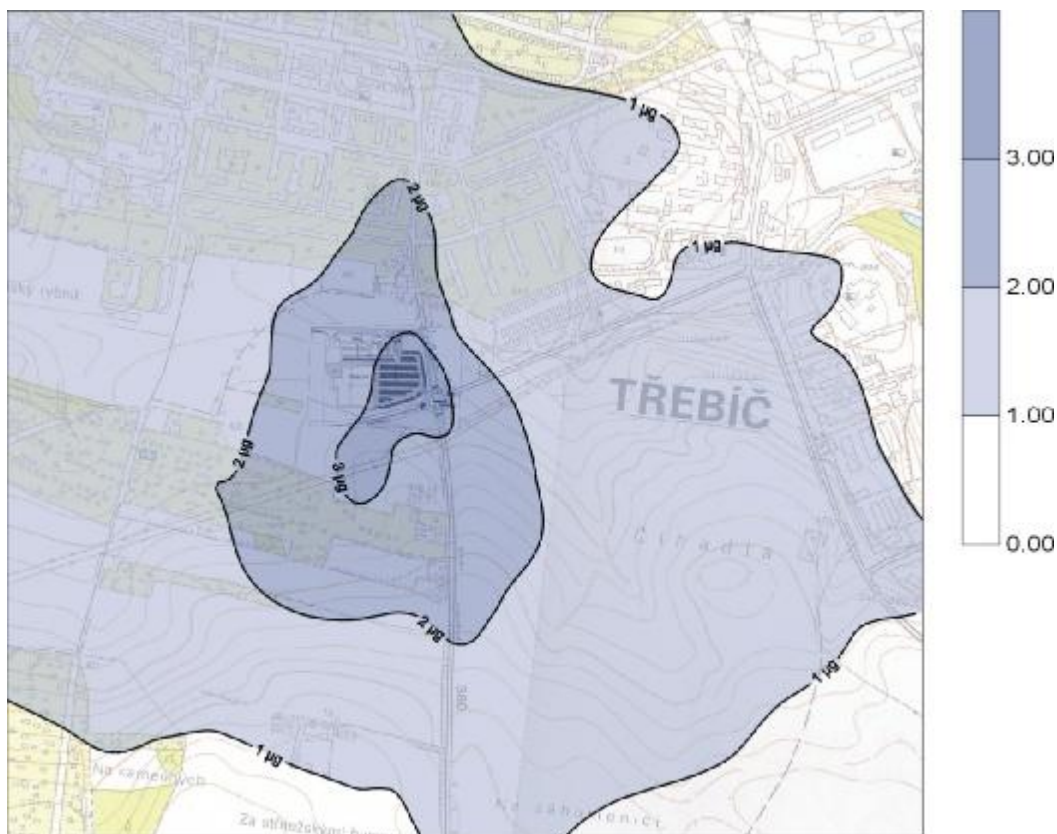 1 µg
3.00
2 µg
1 µg
2.00
TŘEBÍČ
1.00
2 µg
3 µg
Čihadla
0.00
2 µg
1 µg
380
1 µg
Na kamenných